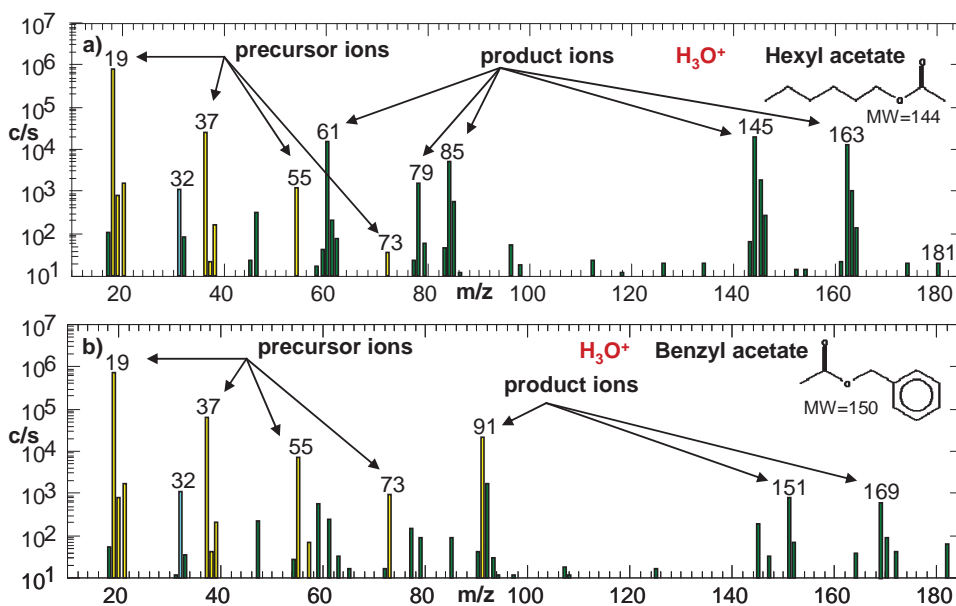 10⁷
a)
19
precursor ions
product ions
H₃O⁺
Hexyl acetate
o
o
MW=144
10⁶
10⁵
c/s
37
61
145
163
10⁴
85
32
55
79
10³
10²
73
181
10¹
20
40
60
80
m/z
100
120
140
160
180
10⁷
b)
19
precursor ions
H₃O⁺
Benzyl acetate
o
o
MW=150
product ions
10⁶
10⁵
c/s
37
91
10⁴
55
32
73
151
169
10³
10²
10¹
20
40
60
80
m/z
100
120
140
160
180